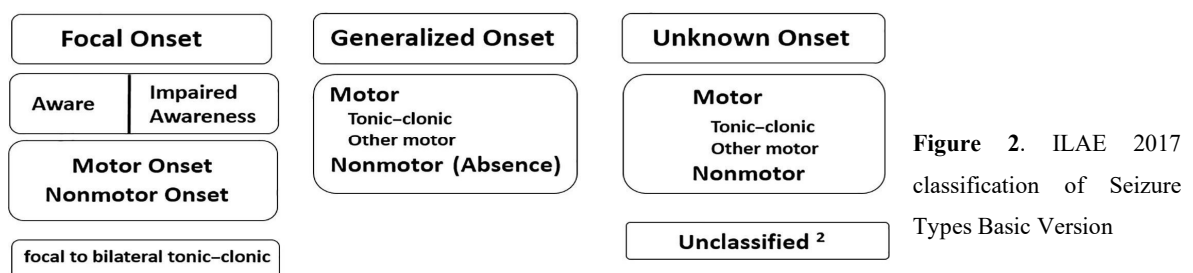 Focal Onset
Aware
Impaired
Awareness
Motor Onset
Nonmotor Onset
focal to bilateral tonic–clonic
Generalized Onset
Motor
Tonic–clonic
Other motor
Nonmotor (Absence)
Unknown Onset
Motor
Tonic–clonic
Other motor
Nonmotor
Unclassified ²
Figure 2. ILAE 2017
classification of Seizure
Types Basic Version